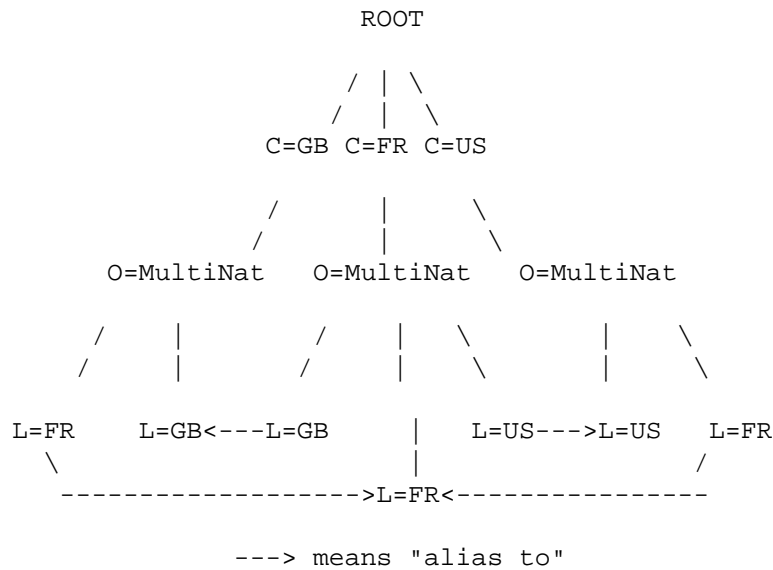 ROOT
/ | \
/ | \
C=GB C=FR C=US
/ | \
/ | \
O=MultiNat O=MultiNat O=MultiNat
/ | / | \ | \
/ | / | \ | \
L=FR L=GB<---L=GB | L=US--->L=US L=FR
\ | /
------------------->L=FR<----------------
---> means "alias to"